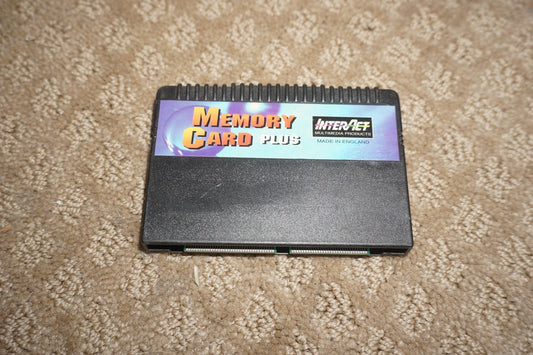 MEMORY
CARD PLUS
INTERACT
MULTIMEDIA PRODUCTS
MADE IN ENGLAND